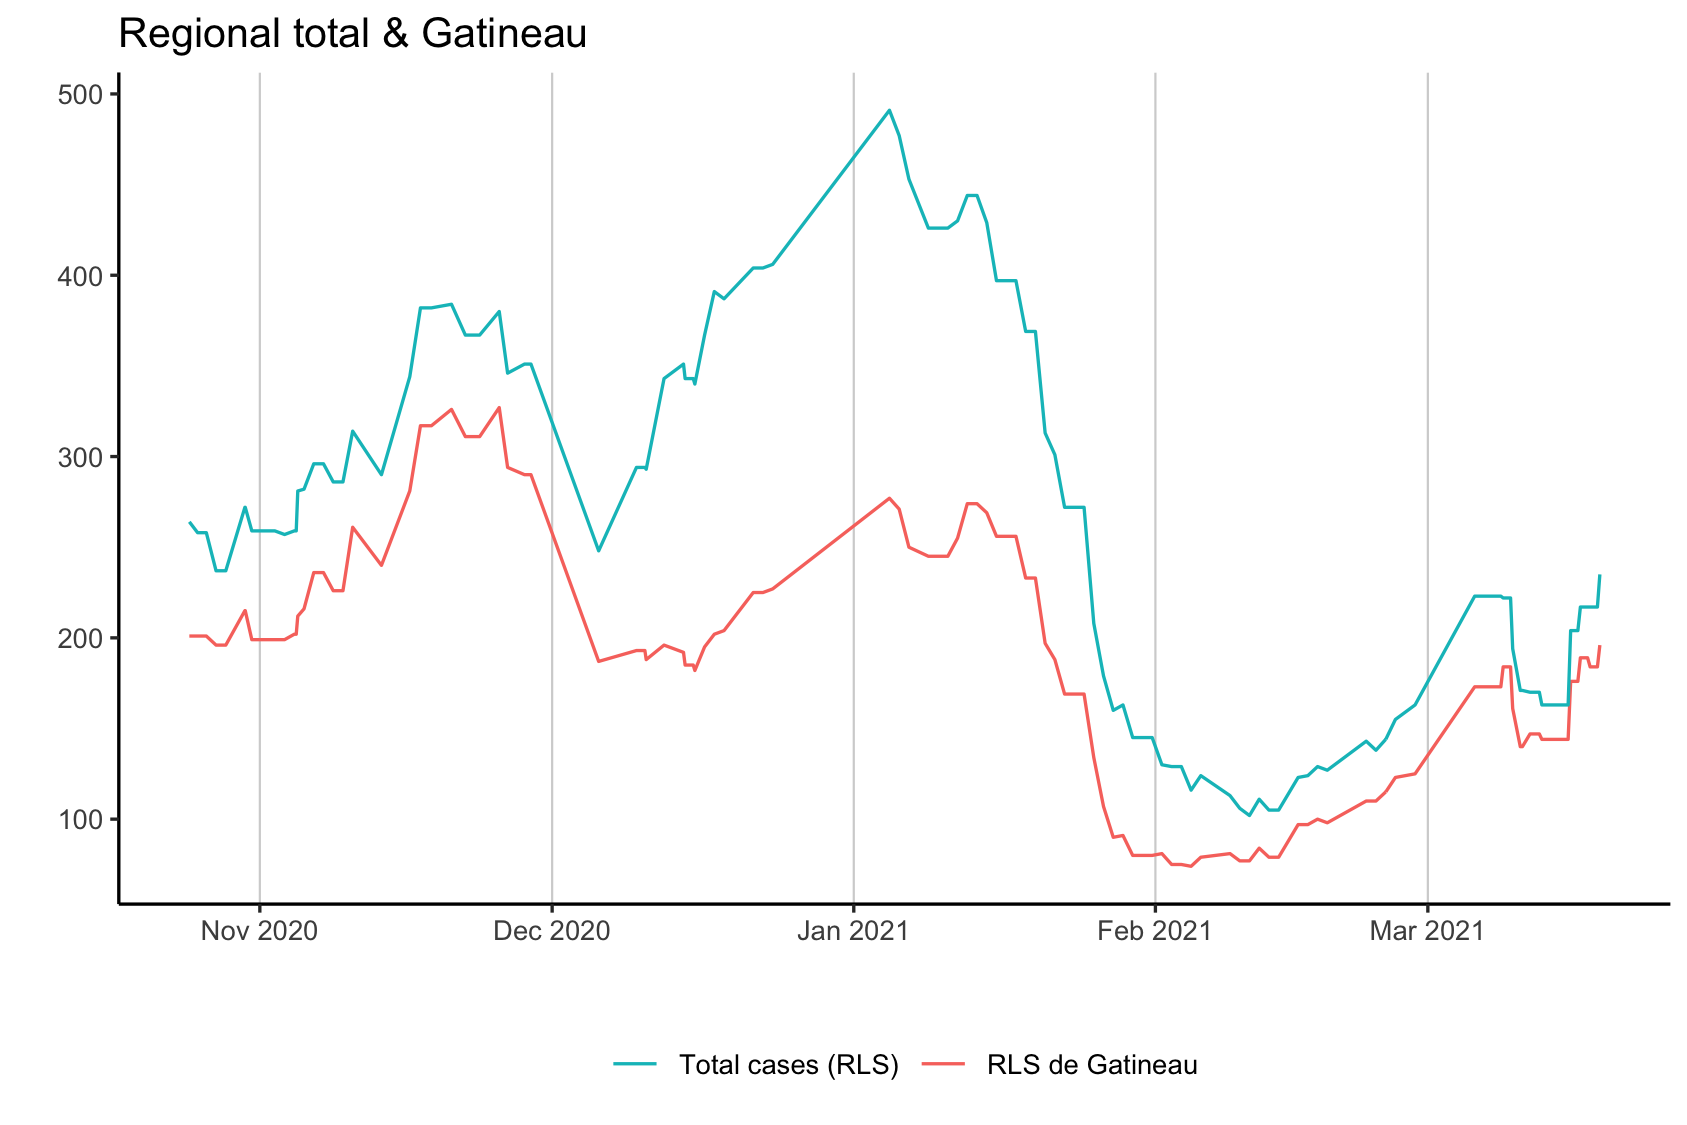 Regional total & Gatineau
500
400
300
200
100
Nov 2020 Dec 2020 Jan 2021 Feb 2021 Mar 2021
Total cases (RLS) RLS de Gatineau